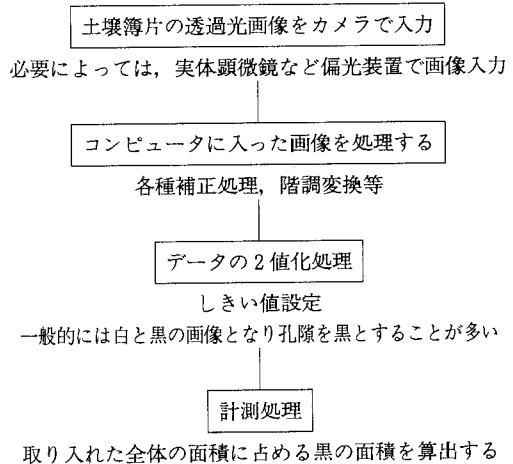 土壌簿片の透過光画像をカメラで入力
必要によっては，実体顕微鏡など偏光装置で画像入力
コンピュータに入った画像を処理する
各種補正処理，階調変換等
データの2値化処理
しきい値設定
一般的には白と黒の画像となり孔隙を黒とすることが多い
計測処理
取り入れた全体の面積に占める黒の面積を算出する